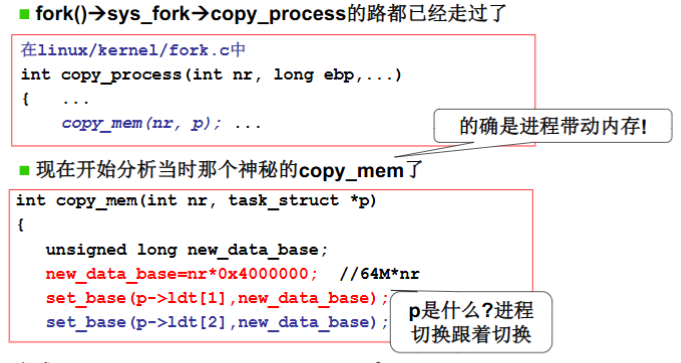 fork()→sys_fork→copy_process的路都已经走过了
在linux/kernel/fork.c中
int copy_process(int nr, long ebp,...)
{ ...
copy_mem(nr, p); ...
的确是进程带动内存!
现在开始分析当时那个神秘的copy_mem了
int copy_mem(int nr, task_struct *p)
{
unsigned long new_data_base;
new_data_base=nr*0x4000000; //64M*nr
set_base(p->ldt[1],new_data_base);
set_base(p->ldt[2],new_data_base);
p是什么?进程
切换跟着切换